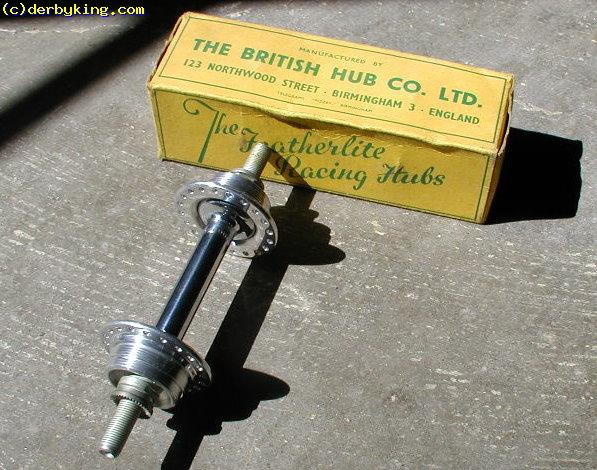 (c)derbyking.com
MANUFACTURED BY
THE BRITISH HUB CO. LTD.
123 NORTHWOOD STREET · BIRMINGHAM 3 · ENGLAND
BIRMINGHAM
The Featherlite
Racing Hubs